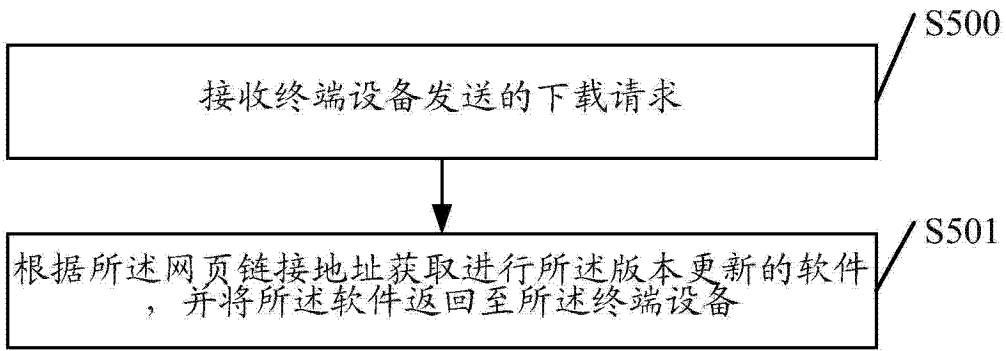 S500
接收终端设备发送的下载请求
S501
根据所述网页链接地址获取进行所述版本更新的软件
，并将所述软件返回至所述终端设备